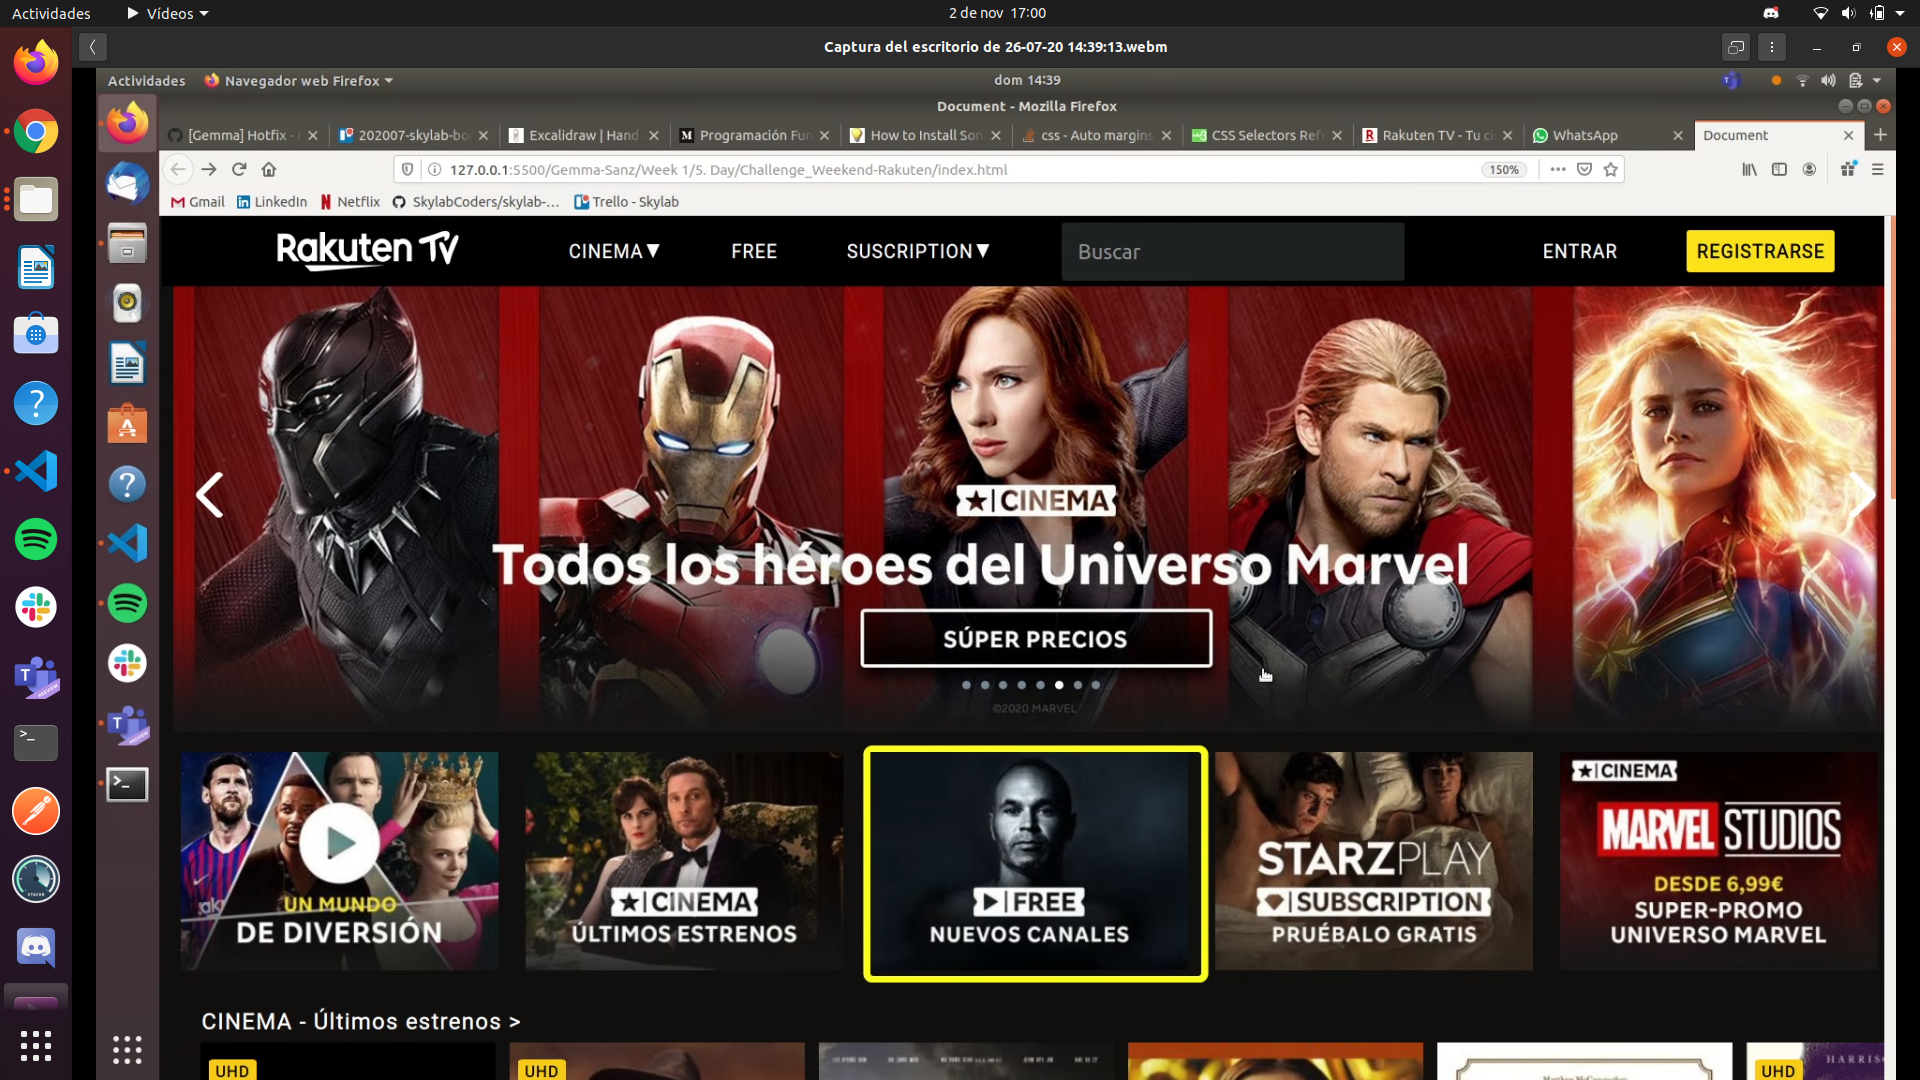 Actividades
Vídeos
2 de nov 17:00
Captura del escritorio de 26-07-20 14:39:13.webm
Actividades
Navegador web Firefox
dom 14:39
Document - Mozilla Firefox
[Gemma] Hotfix -
202007-skylab-bo
Excalidraw | Hand
Programación Fun
How to Install Son
css - Auto margins
CSS Selectors Ref
Rakuten TV - Tu ci
WhatsApp
Document
127.0.0.1:5500/Gemma-Sanz/Week 1/5. Day/Challenge_Weekend-Rakuten/index.html
150%
Gmail
LinkedIn
Netflix
SkylabCoders/skylab-...
Trello - Skylab
Rakuten TV
CINEMA▼
FREE
SUSCRIPTION▼
Buscar
ENTRAR
REGISTRARSE
★|CINEMA
Todos los héroes del Universo Marvel
SÚPER PRECIOS
©2020 MARVEL
UN MUNDO
DE DIVERSIÓN
★|CINEMA
ÚLTIMOS ESTRENOS
FREE
NUEVOS CANALES
STARZPLAY
SUBSCRIPTION
PRUÉBALO GRATIS
★|CINEMA
MARVEL STUDIOS
DESDE 6,99€
SUPER-PROMO
UNIVERSO MARVEL
CINEMA - Últimos estrenos >
UHD
UHD
UHD
HARRIS